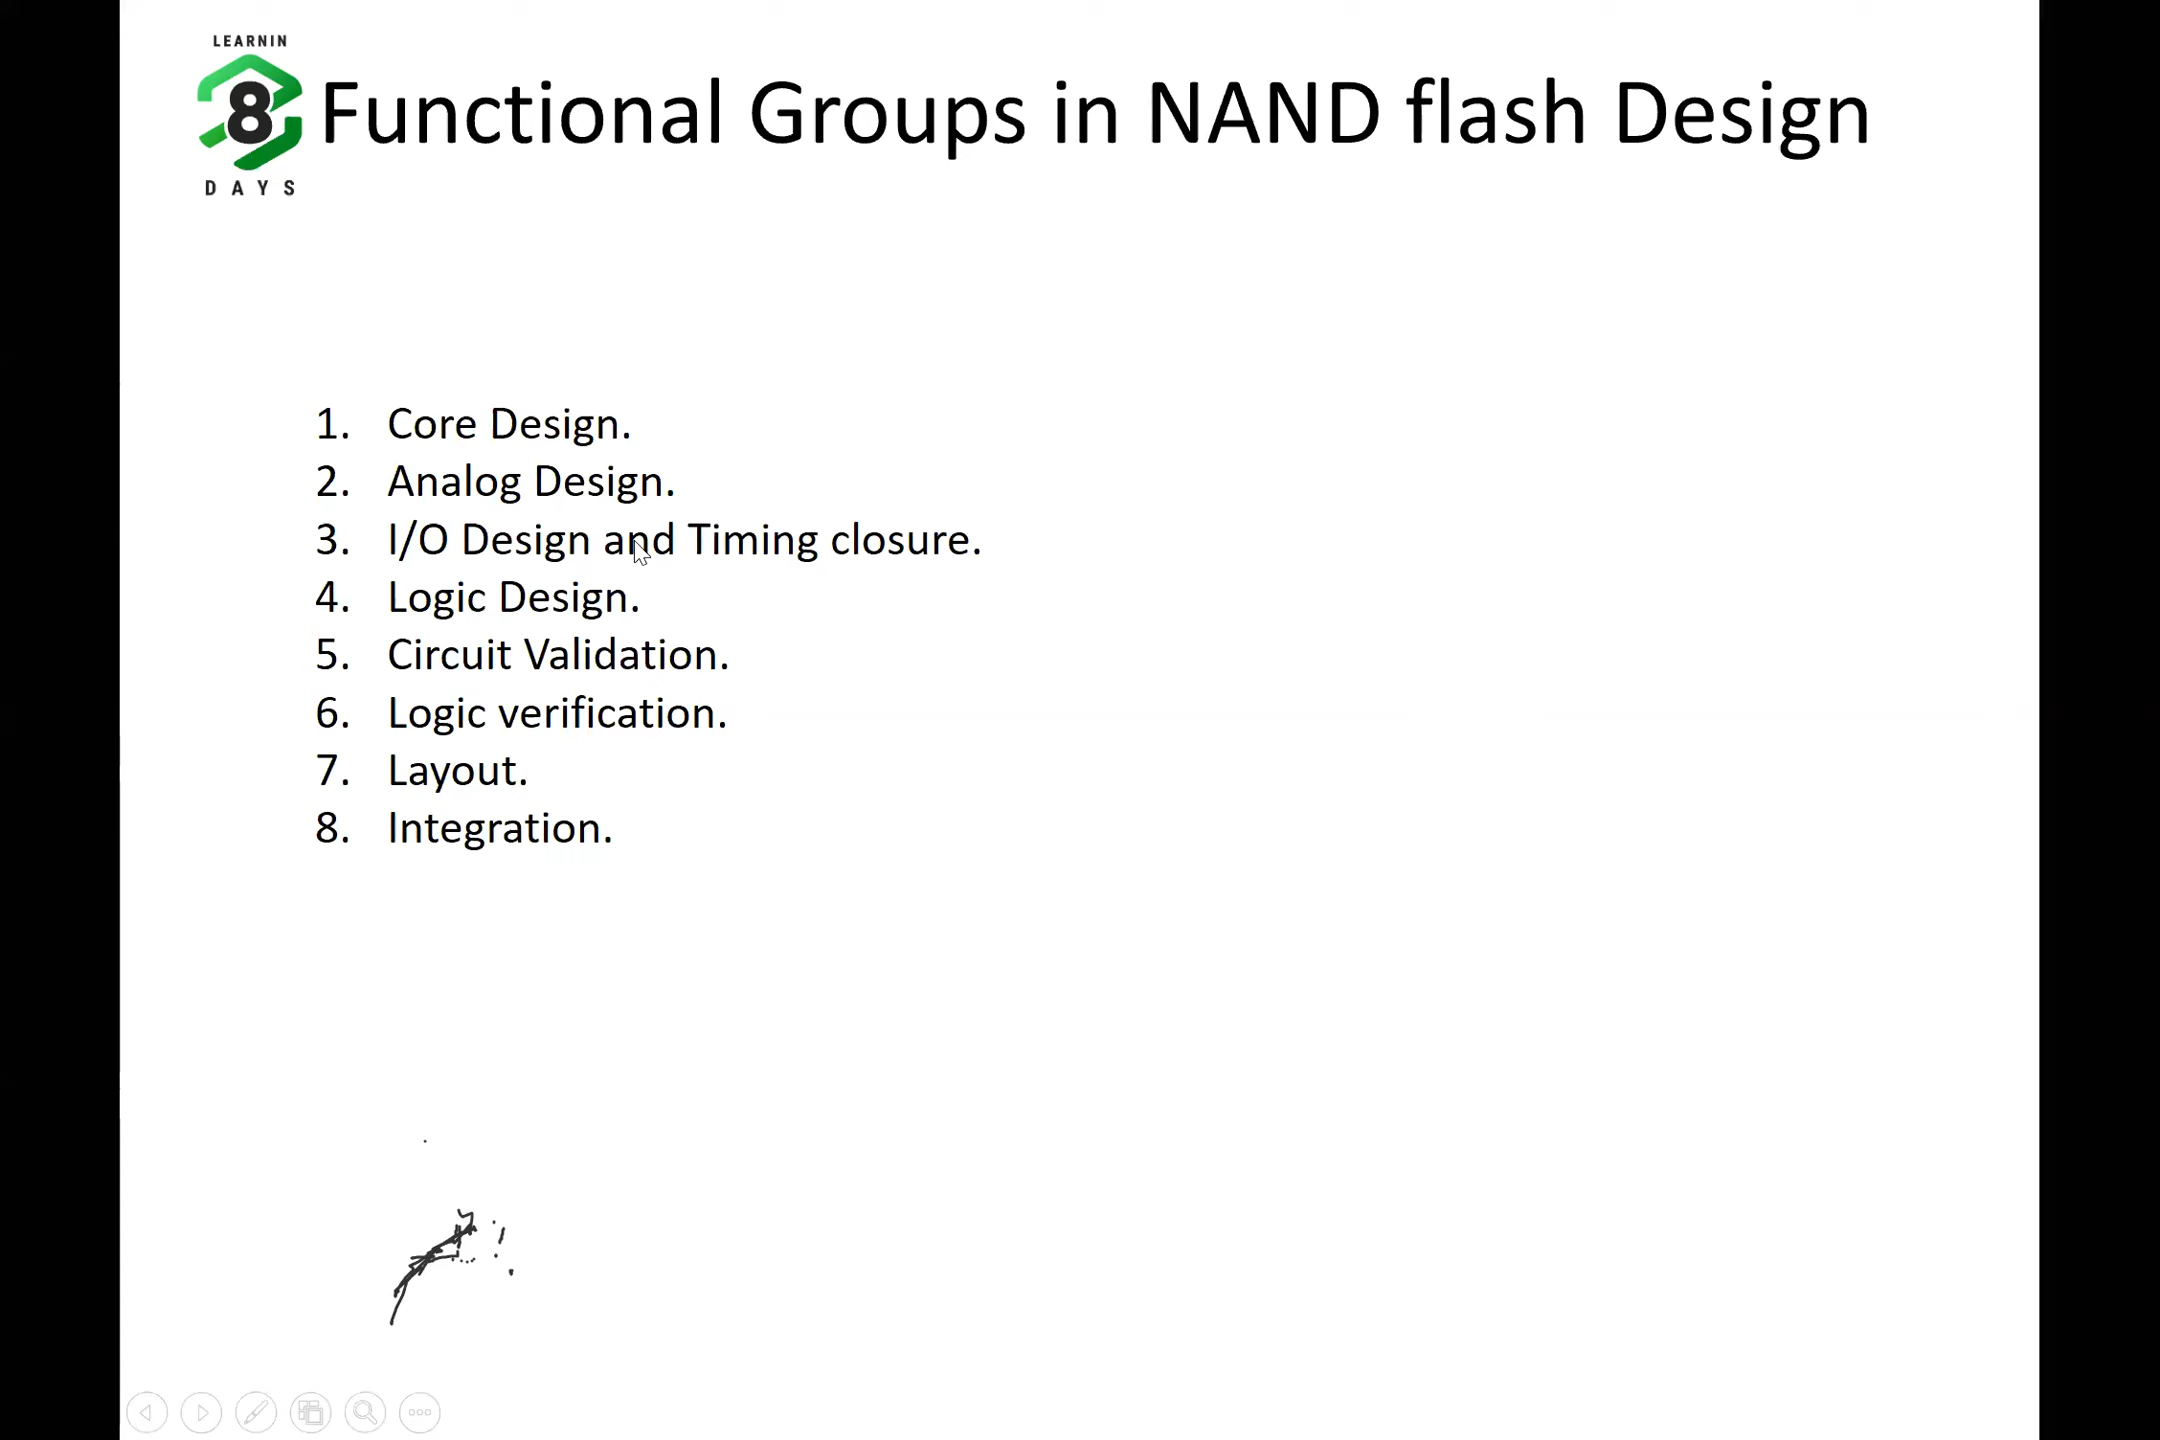 LEARNIN
8
DAYS
Functional Groups in NAND flash Design
1. Core Design.
2. Analog Design.
3. I/O Design and Timing closure.
4. Logic Design.
5. Circuit Validation.
6. Logic verification.
7. Layout.
8. Integration.